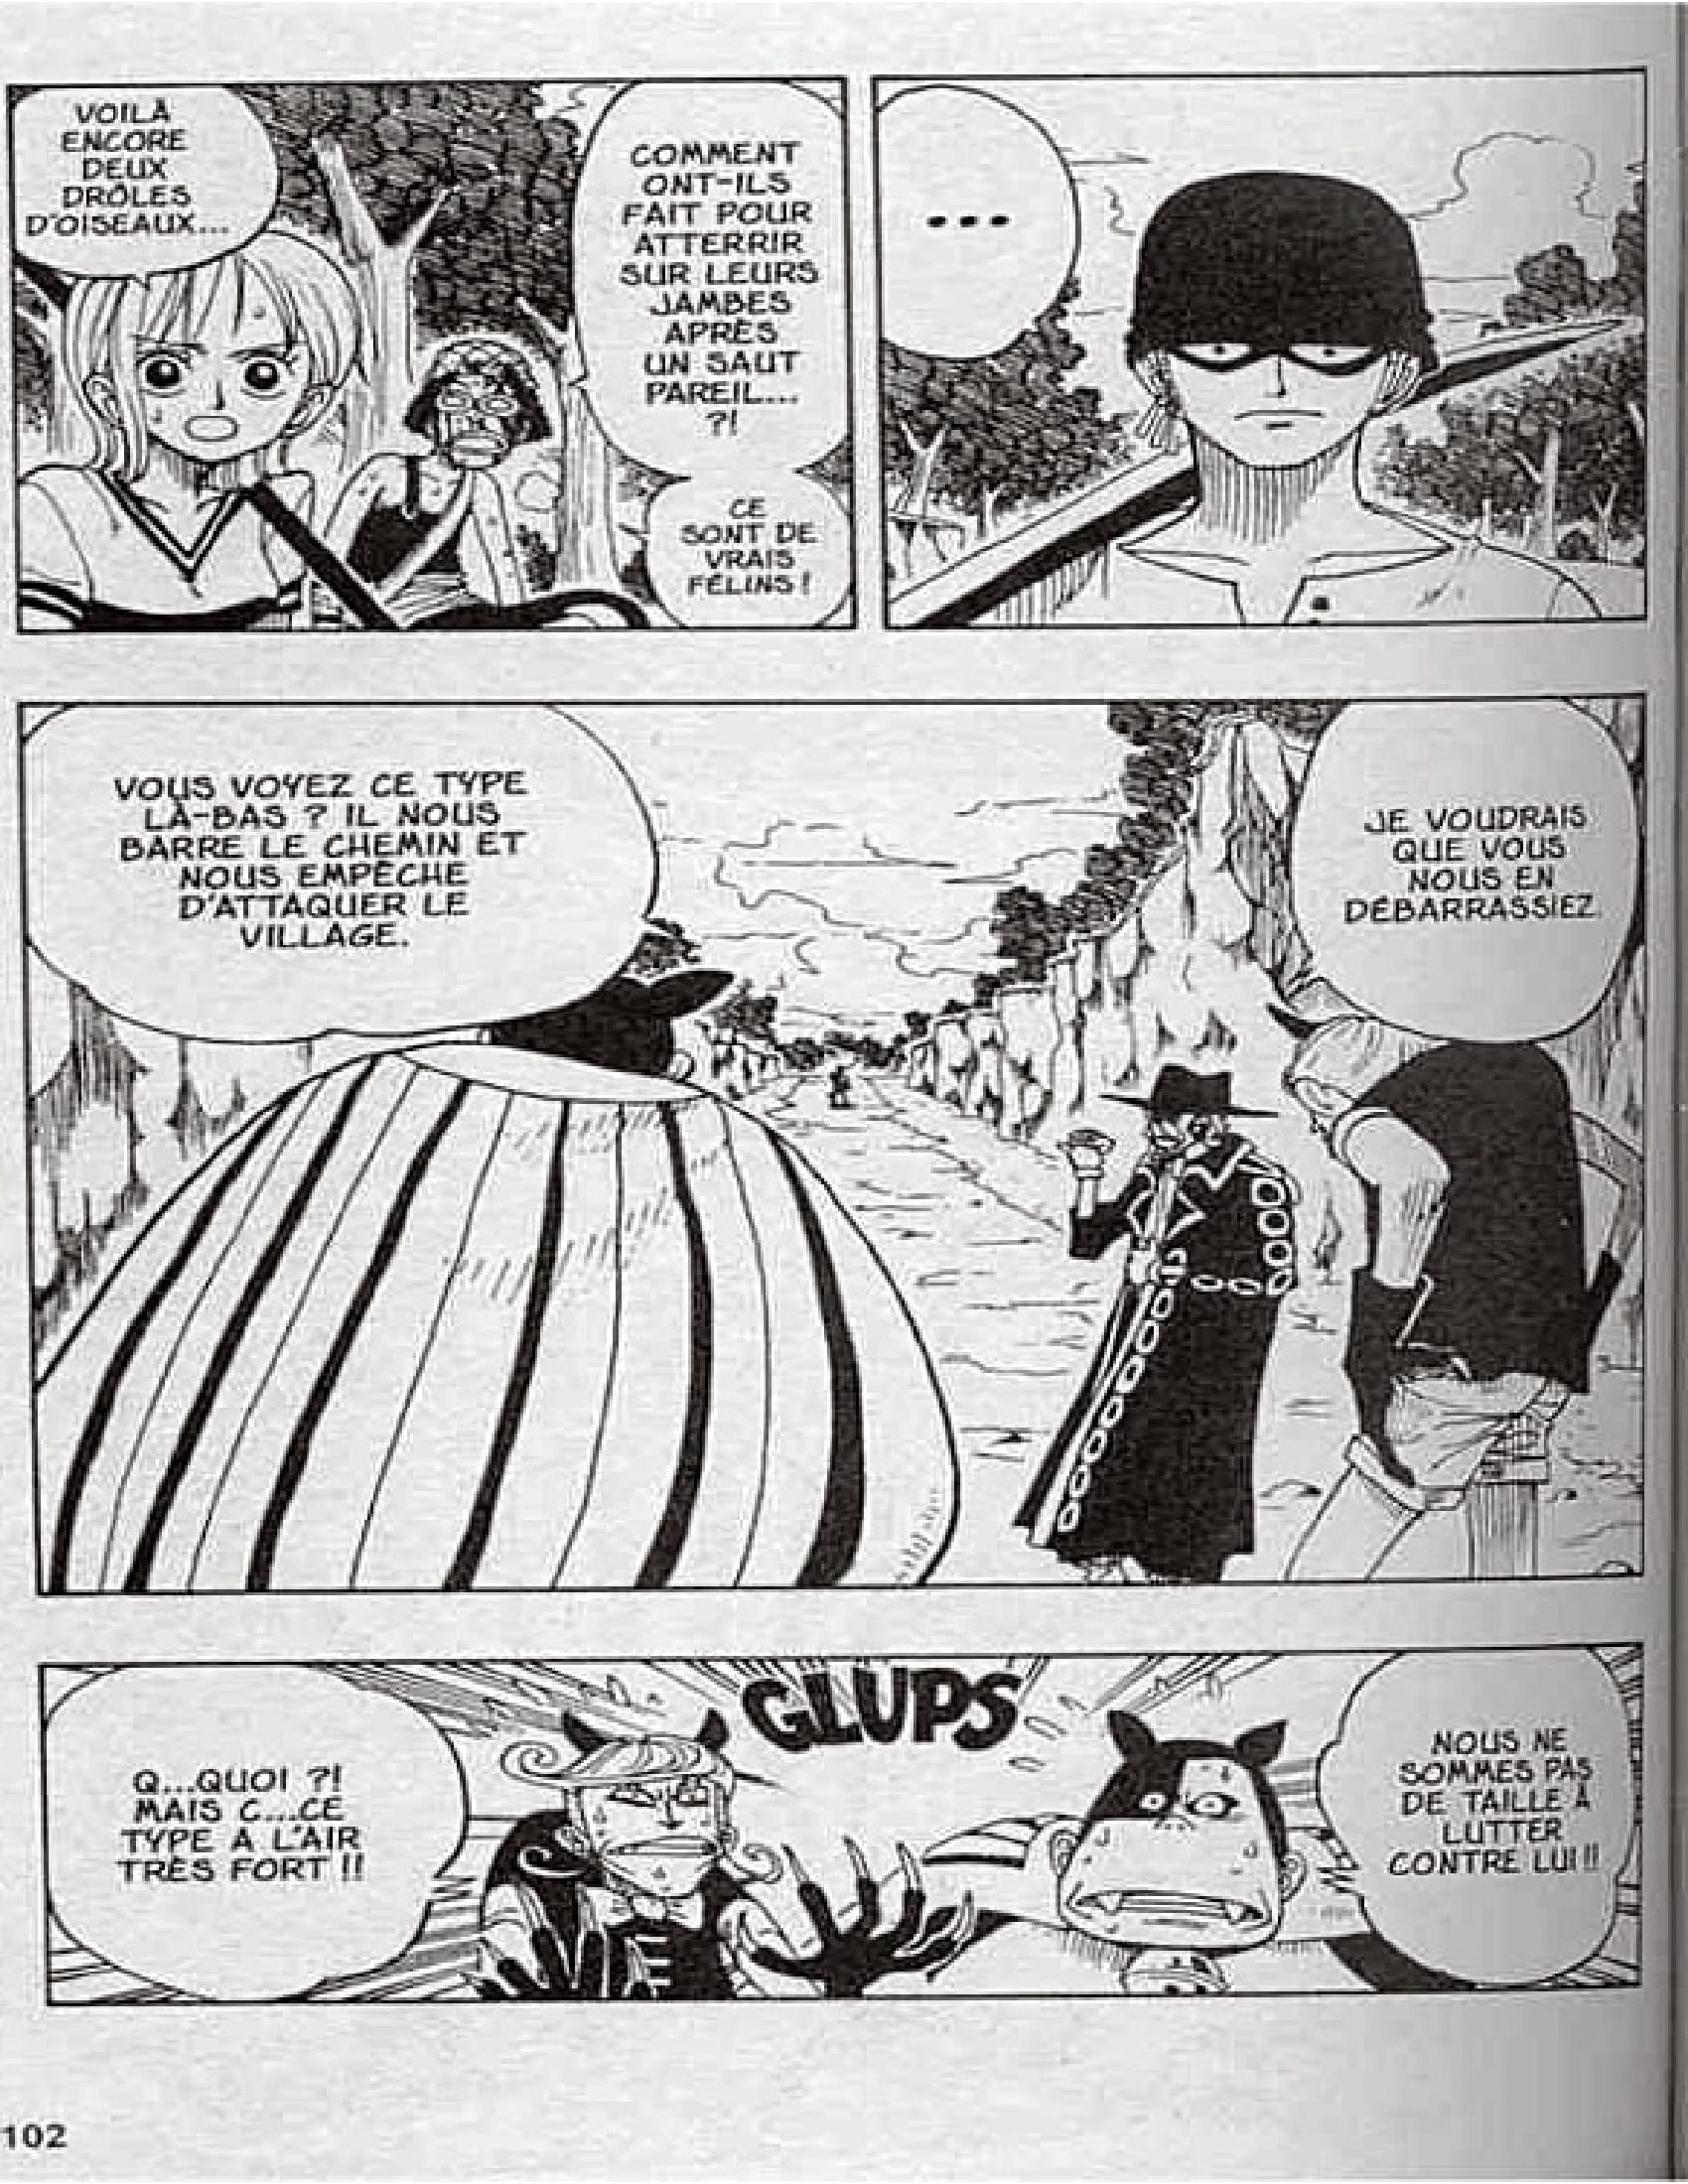 ...
COMMENT
ONT-ILS
FAIT POUR
ATTERRIR
SUR LEURS
JAMBES
APRÈS
UN SAUT
PAREIL....
?!
CE
SONT DE
VRAIS
FÉLINS !
VOILÀ
ENCORE
DEUX
DRÔLES
D'OISEAUX...
JE VOUDRAIS
QUE VOUS
NOUS EN
DÉBARRASSIEZ.
VOUS VOYEZ CE TYPE
LÀ-BAS ? IL NOUS
BARRE LE CHEMIN ET
NOUS EMPÊCHE
D'ATTAQUER LE
VILLAGE.
NOUS NE
SOMMES PAS
DE TAILLE À
LUTTER
CONTRE LUI !!
GLUPS
Q...QUOI ?!
MAIS C...CE
TYPE A L'AIR
TRÈS FORT !!
102